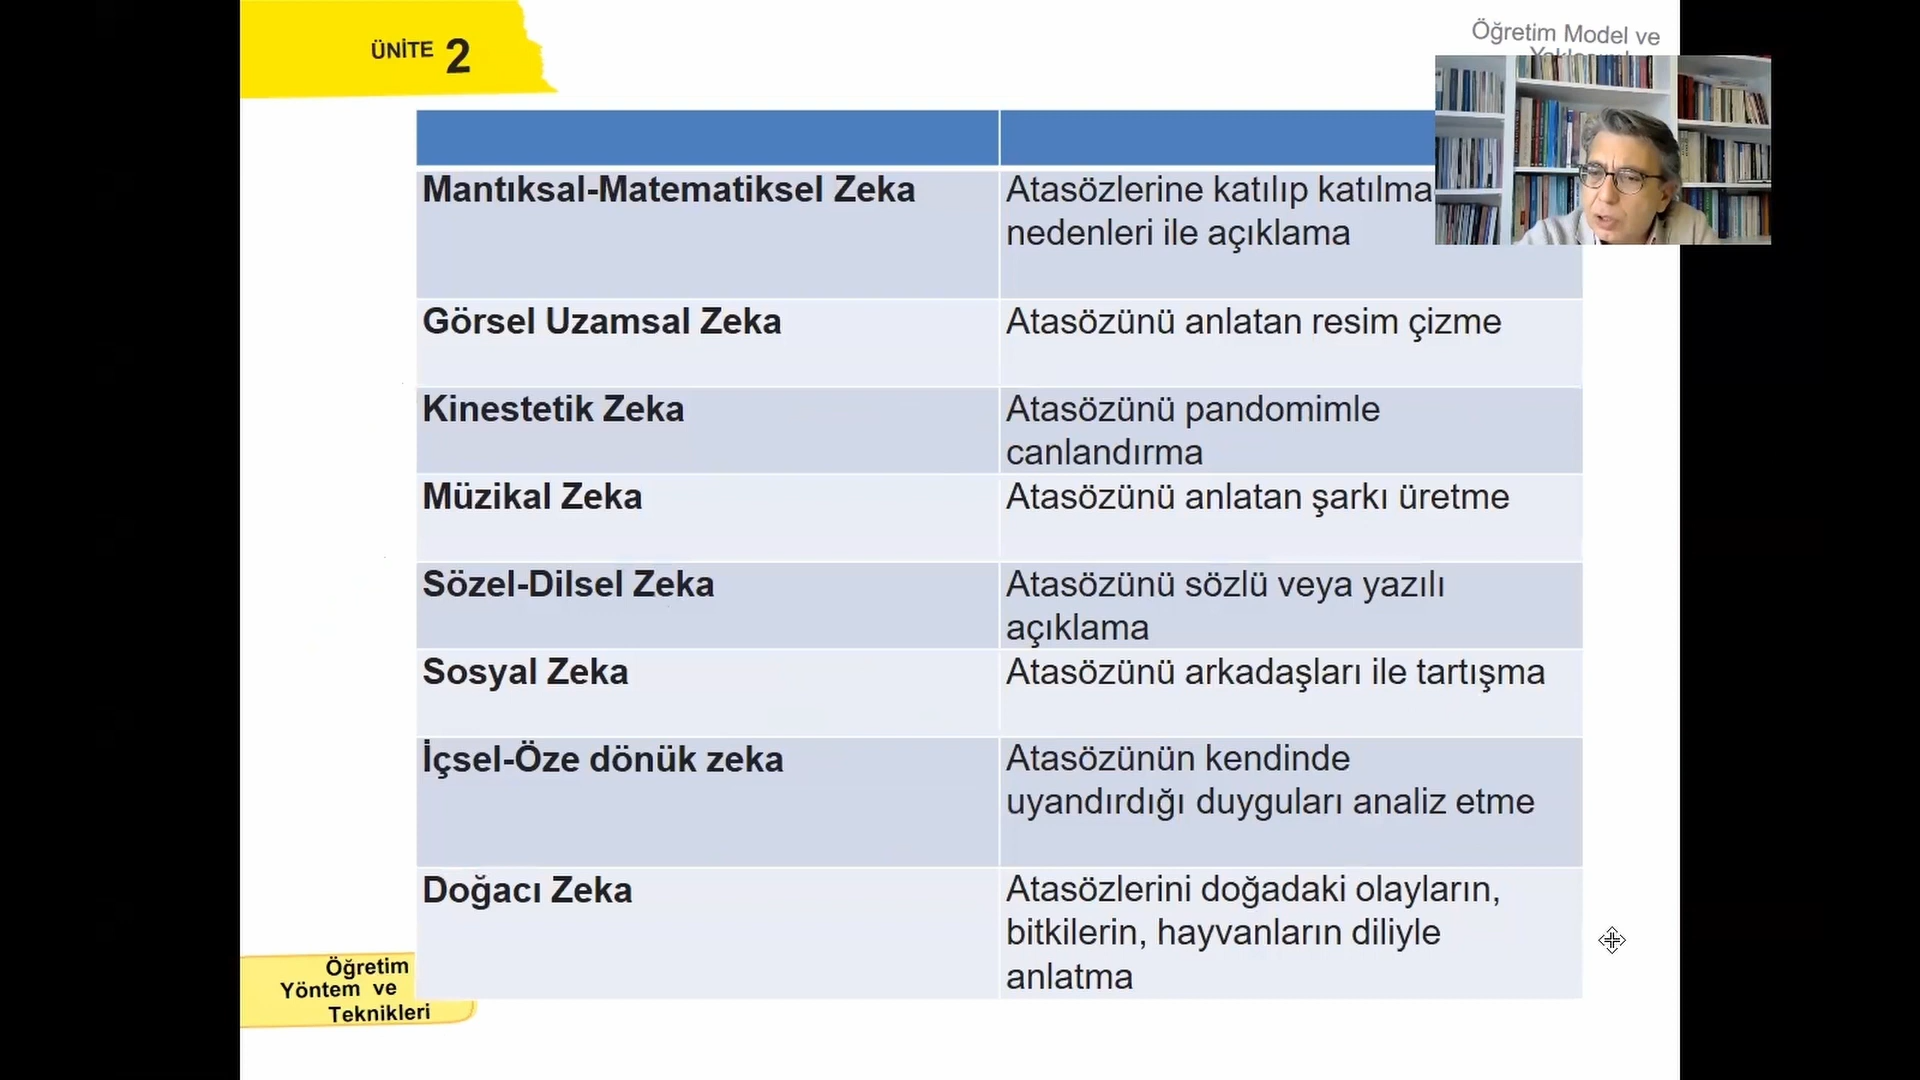 ÜNİTE 2
Öğretim Model ve
Mantıksal-Matematiksel Zeka
Atasözlerine katılıp
nedenleri ile açıklama
Görsel Uzamsal Zeka
Atasözünü anlatan resim çizme
Kinestetik Zeka
Atasözünü pandomimle
canlandırma
Müzikal Zeka
Atasözünü anlatan şarkı üretme
Sözel-Dilsel Zeka
Atasözünü sözlü veya yazılı
açıklama
Sosyal Zeka
Atasözünü arkadaşları ile tartışma
İçsel-Öze dönük zeka
Atasözünün kendinde
uyandırdığı duyguları analiz etme
Doğacı Zeka
Atasözlerini doğadaki olayların,
bitkilerin, hayvanların diliyle
anlatma
Öğretim
Yöntem ve
Teknikleri